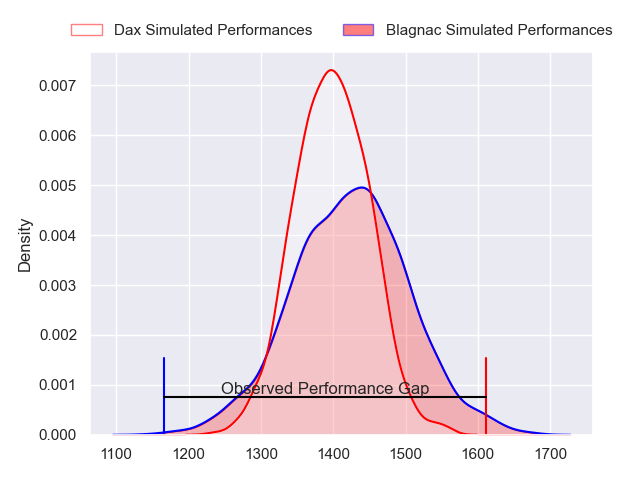 Dax Simulated Performances
Blagnac Simulated Performances
0.007
0.006
0.005
0.004
0.003
0.002
0.001
0.000
Density
Observed Performance Gap
1100 1200 1300 1400 1500 1600 1700